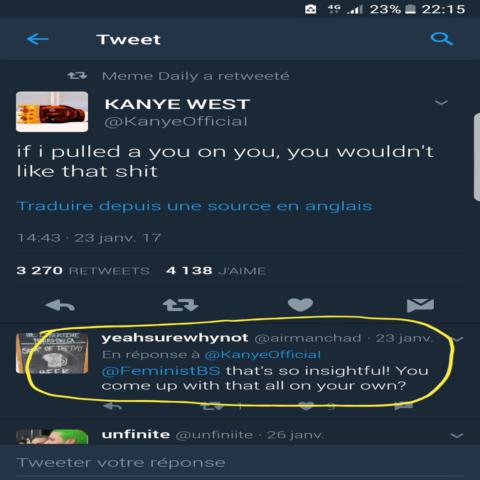 4G 23% 22:15
Tweet
Meme Daily a retweeté
KANYE WEST
@KanyeOfficial
if i pulled a you on you, you wouldn't
like that shit
Traduire depuis une source en anglais
14:43 · 23 janv. 17
3 270 RETWEETS 4 138 J'AIME
yeahsurewhynot @airmanchad · 23 janv.
En réponse à @KanyeOfficial
@FeministBS that's so insightful! You
come up with that all on your own?
1 9
unfinite @unfiniite · 26 janv.
Tweeter votre réponse